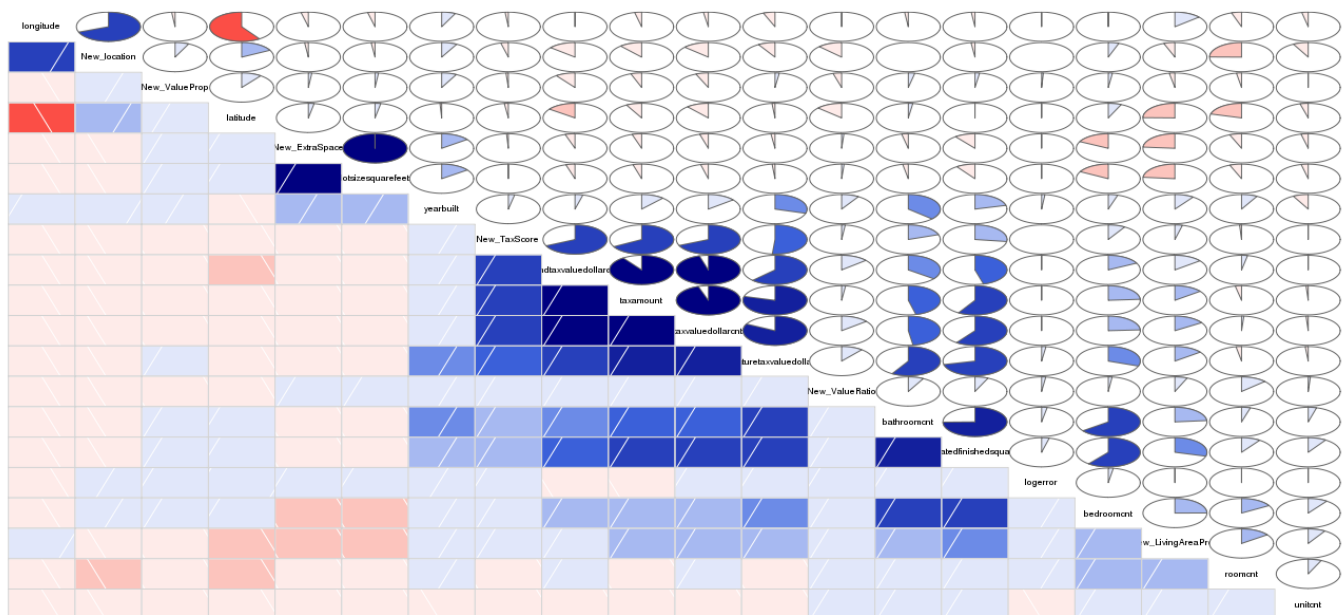 longitude
New_location
New_ValueProp
latitude
New_ExtraSpace
otsizesquarefeet
yearbuilt
New_TaxScore
ndtaxvaluedollarc
taxamount
taxvaluedollarcnt
turetaxvaluedolla
New_ValueRatio
bathroomcnt
atedfinishedsqua
logerror
bedroomcnt
ew_LivingAreaPro
roomcnt
unitcnt